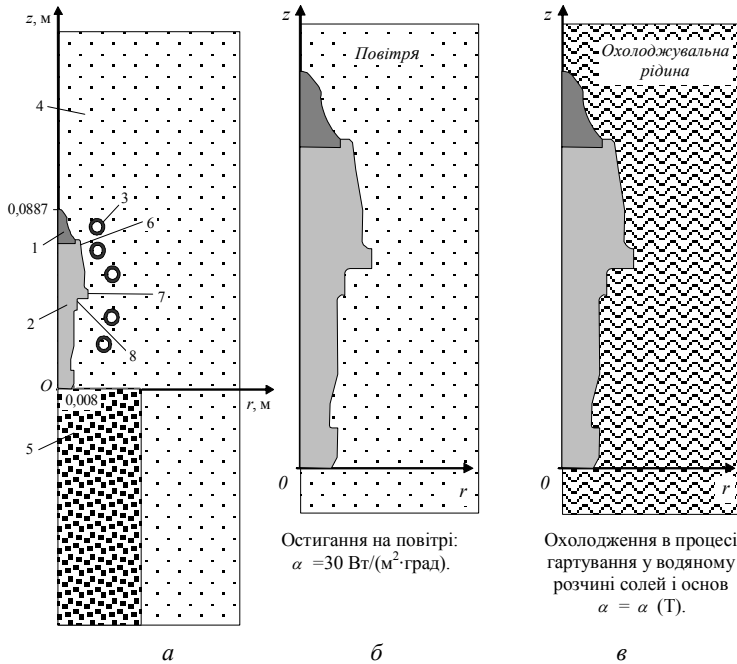 z, м
4
0,0887
3
6
1
7
2
8
O
0,008
r, м
5
а
z
Повітря
0
r
Остигання на повітрі:
α =30 Вт/(м²·град).
б
z
Охолоджувальна
рідина
0
r
Охолодження в процесі
гартування у водяному
розчині солей і основ
α = α (T).
в